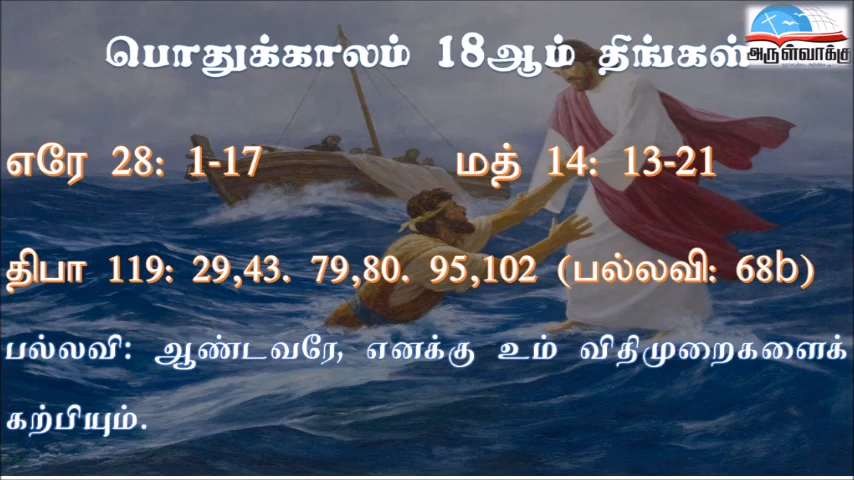 அருள்வாக்கு
பொதுக்காலம் 18ஆம் திங்கள்
எரே 28: 1-17 மத் 14: 13-21
திபா 119: 29,43. 79,80. 95,102 (பல்லவி: 68b)
பல்லவி: ஆண்டவரே, எனக்கு உம் விதிமுறைகளைக்
கற்பியும்.